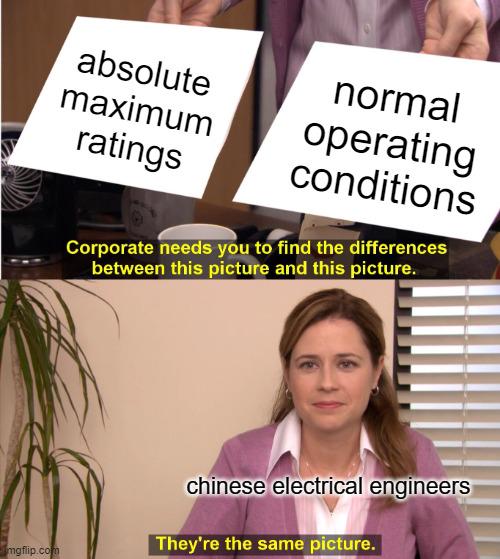 absolute
maximum
ratings
normal
operating
conditions
Corporate needs you to find the differences
between this picture and this picture.
chinese electrical engineers
They're the same picture.
imgflip.com